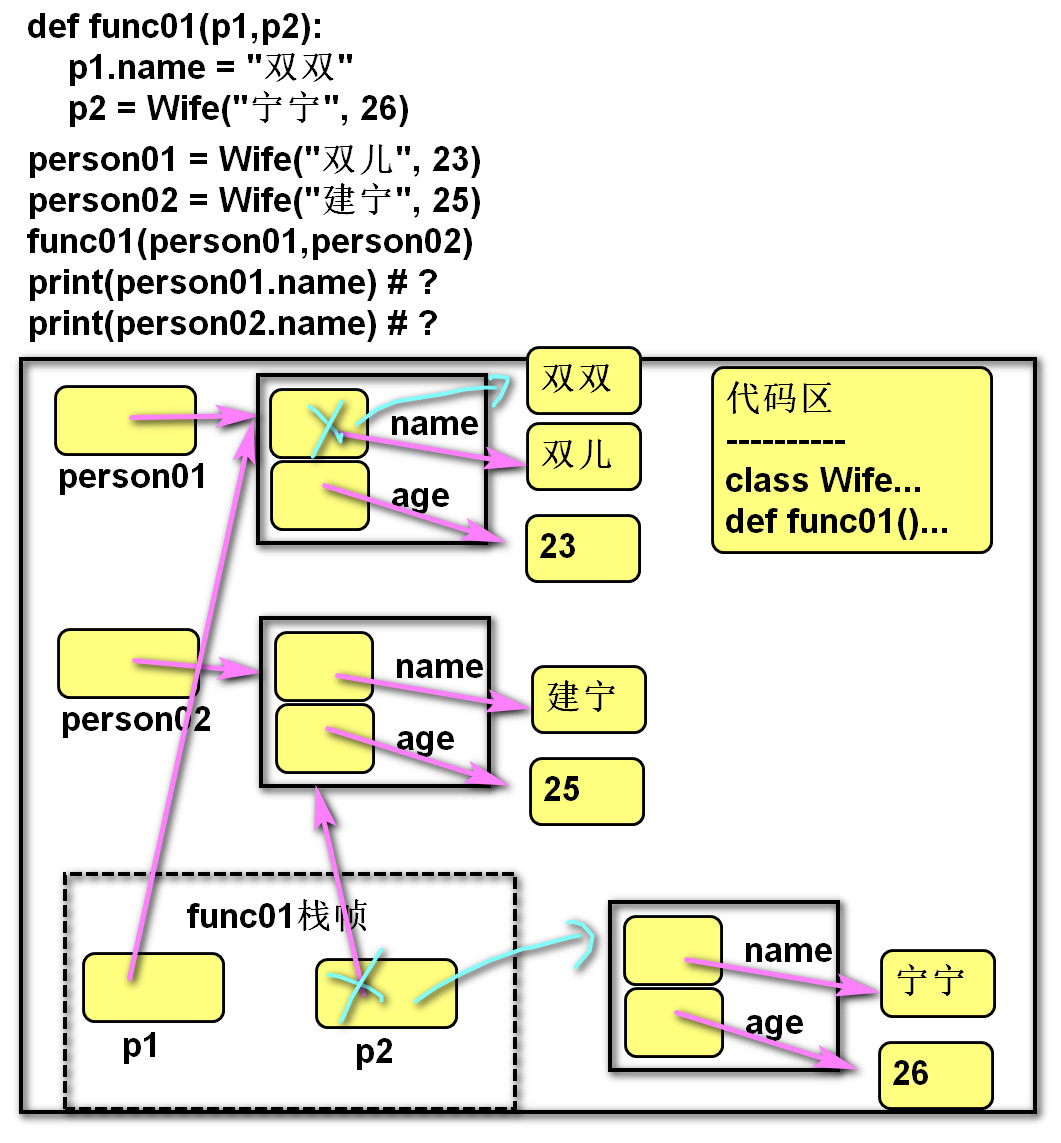 def func01(p1,p2):
    p1.name = "双双"
    p2 = Wife("宁宁", 26)
person01 = Wife("双儿", 23)
person02 = Wife("建宁", 25)
func01(person01,person02)
print(person01.name) # ?
print(person02.name) # ?
双双
name
双儿
person01
age
23
代码区
----------
class Wife...
def func01()...
name
建宁
person02
age
25
func01栈帧
p1
p2
name
宁宁
age
26